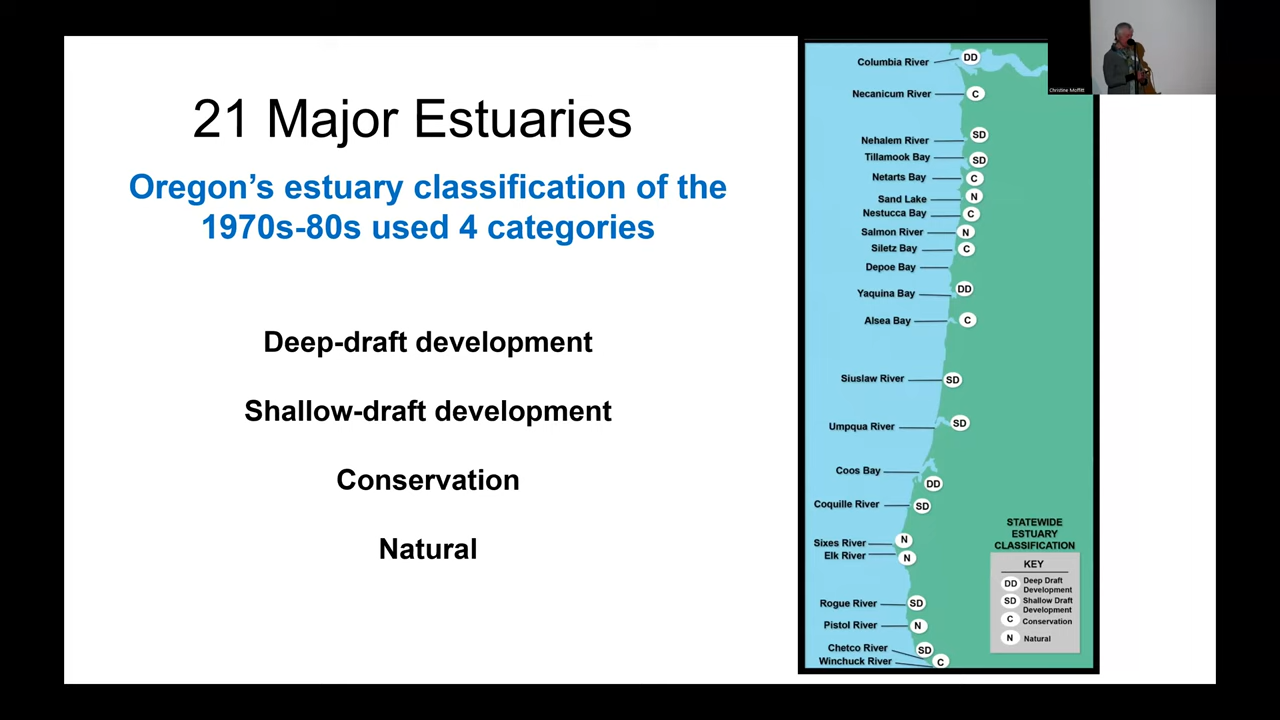 21 Major Estuaries
Oregon's estuary classification of the
1970s-80s used 4 categories
Deep-draft development
Shallow-draft development
Conservation
Natural
Columbia River
DD
Necanicum River
C
Nehalem River
SD
Tillamook Bay
SD
Netarts Bay
C
Sand Lake
N
Nestucca Bay
C
Salmon River
N
Siletz Bay
C
Depoe Bay
Yaquina Bay
DD
Alsea Bay
C
Siuslaw River
SD
Umpqua River
SD
Coos Bay
DD
Coquille River
SD
Sixes River
N
Elk River
N
Rogue River
SD
Pistol River
N
Chetco River
SD
Winchuck River
C
STATEWIDE
ESTUARY
CLASSIFICATION
KEY
DD Deep Draft
Development
SD Shallow Draft
Development
C Conservation
N Natural
Christine Moffitt